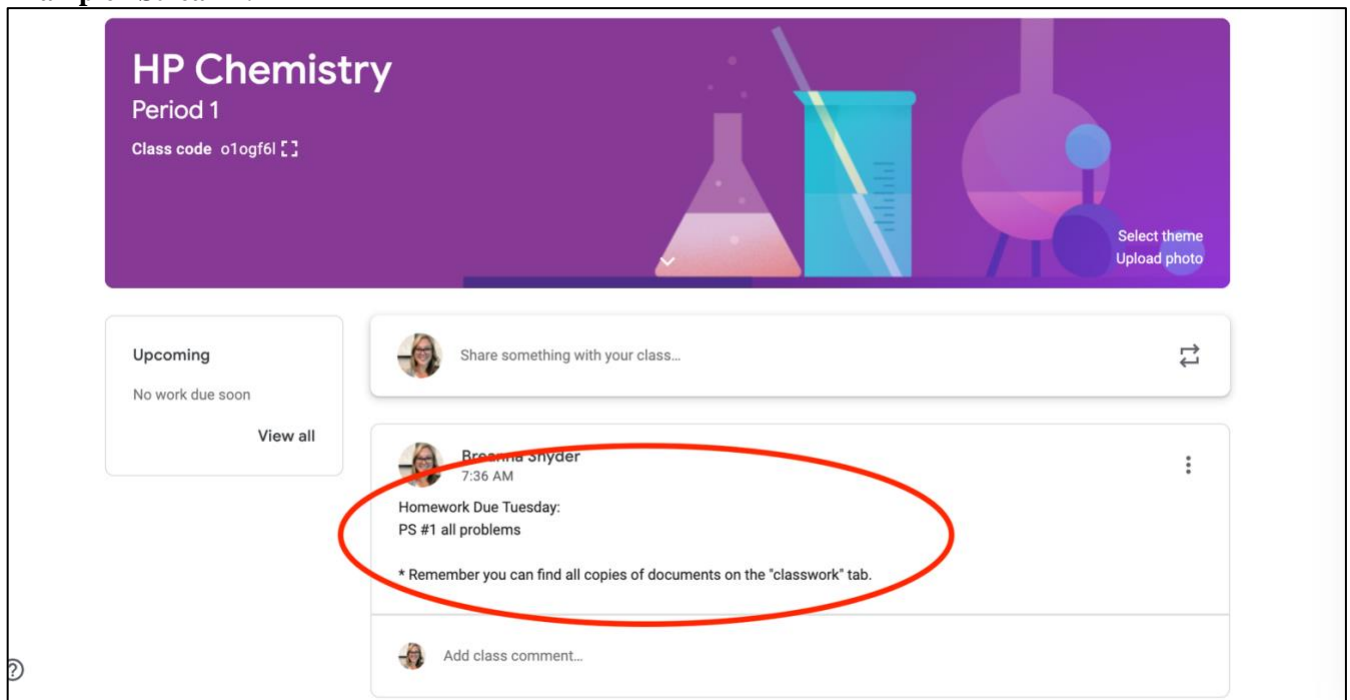 HP Chemistry
Period 1
Class code o1ogf6l
Select theme
Upload photo
Upcoming
No work due soon
View all
Share something with your class...
Breanna Snyder
7:36 AM
Homework Due Tuesday:
PS #1 all problems
* Remember you can find all copies of documents on the "classwork" tab.
Add class comment...